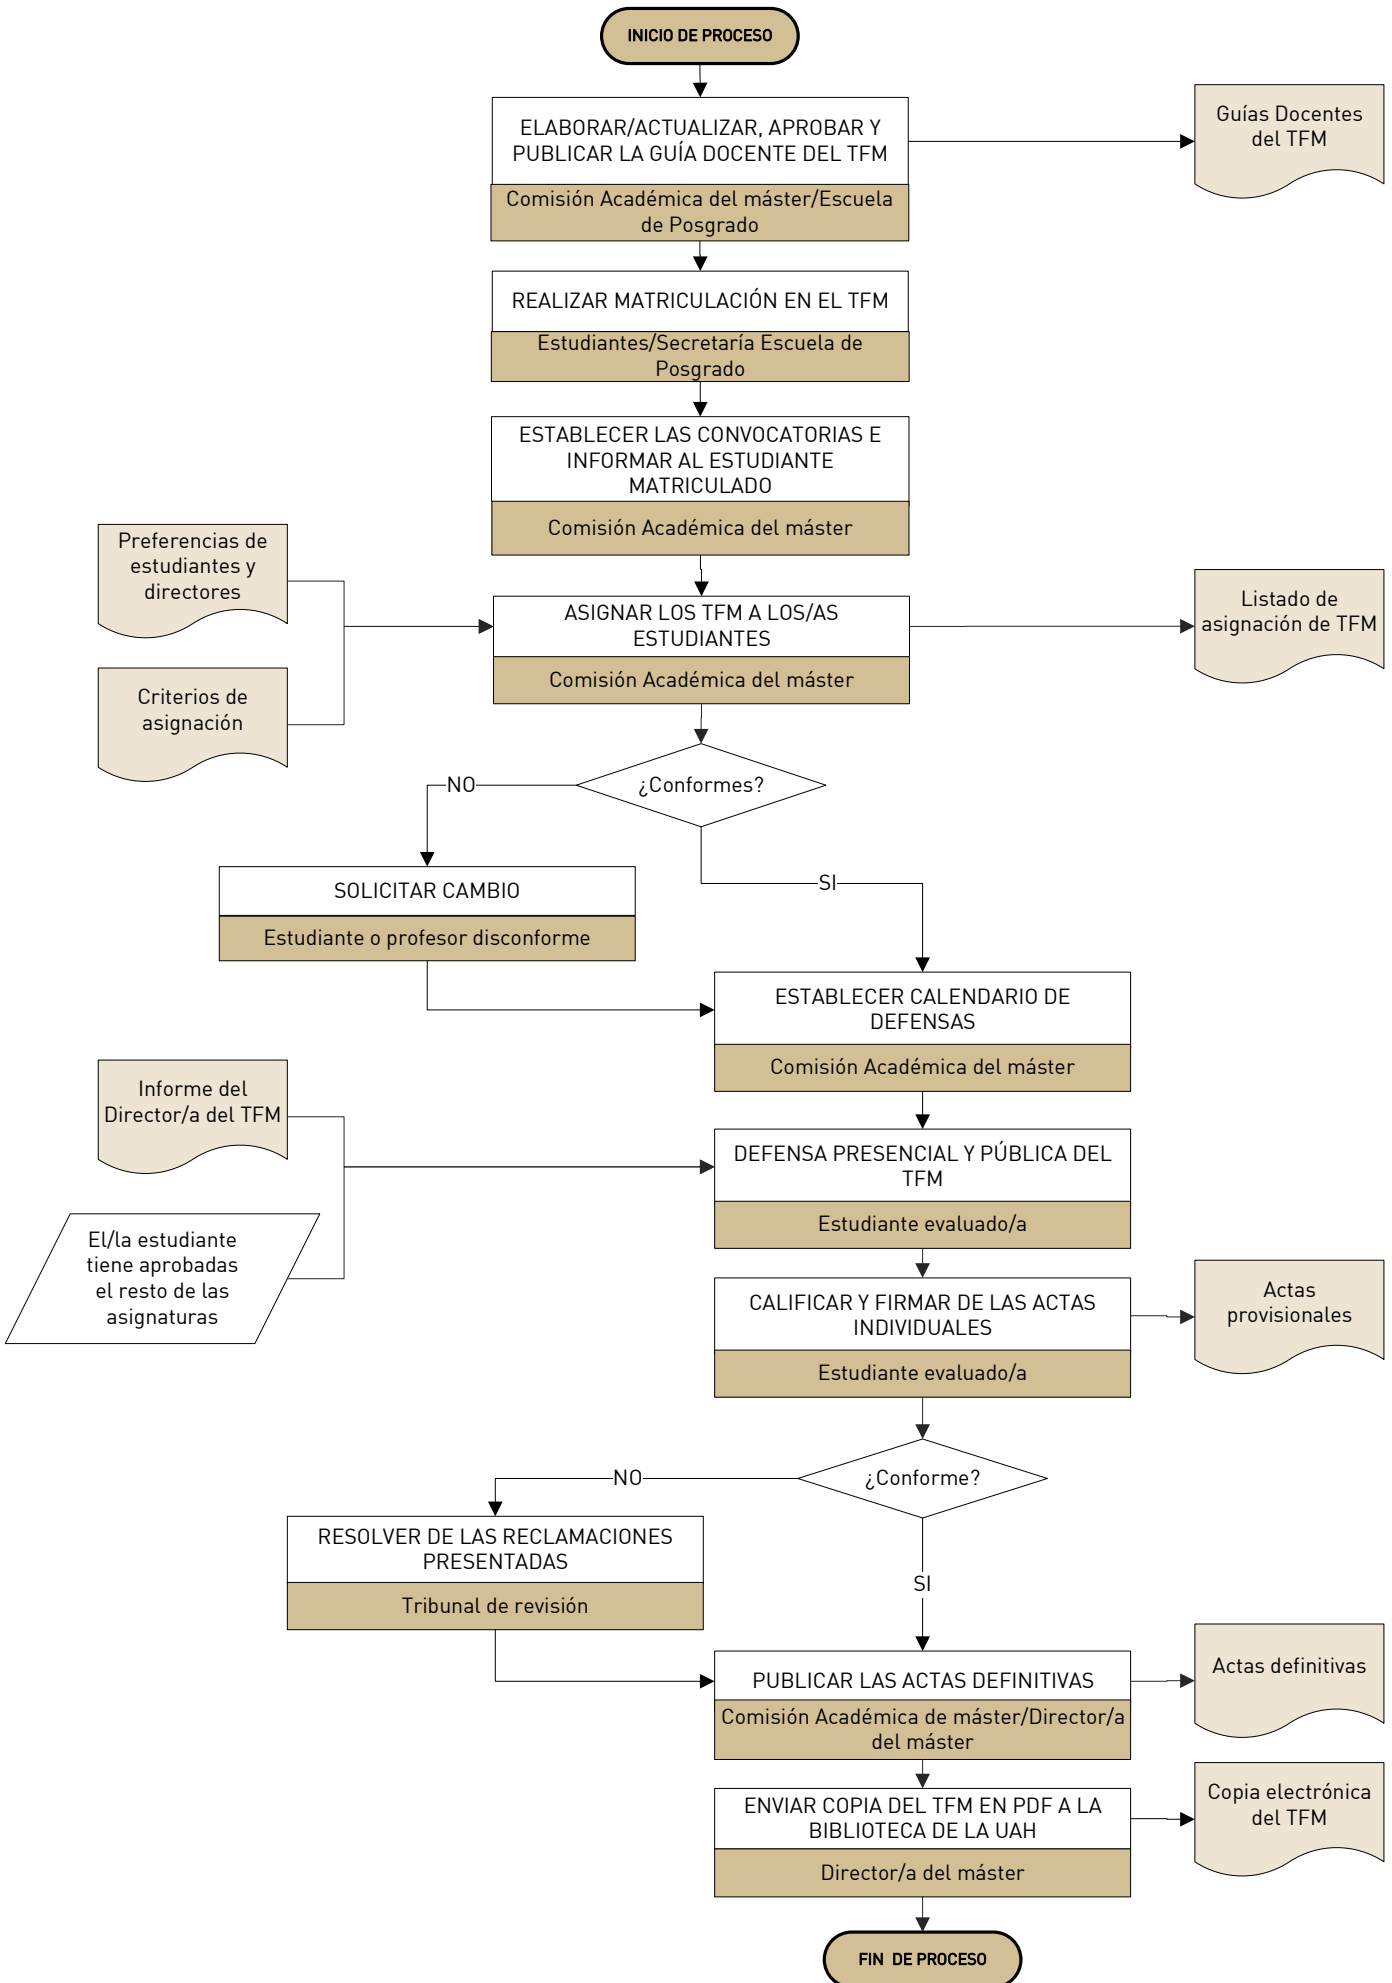 INICIO DE PROCESO
ELABORAR/ACTUALIZAR, APROBAR Y
PUBLICAR LA GUÍA DOCENTE DEL TFM
Comisión Académica del máster/Escuela
de Posgrado
Guías Docentes
del TFM
REALIZAR MATRICULACIÓN EN EL TFM
Estudiantes/Secretaría Escuela de
Posgrado
ESTABLECER LAS CONVOCATORIAS E
INFORMAR AL ESTUDIANTE
MATRICULADO
Comisión Académica del máster
Preferencias de
estudiantes y
directores
Criterios de
asignación
ASIGNAR LOS TFM A LOS/AS
ESTUDIANTES
Comisión Académica del máster
Listado de
asignación de TFM
¿Conformes?
NO
SI
SOLICITAR CAMBIO
Estudiante o profesor disconforme
ESTABLECER CALENDARIO DE
DEFENSAS
Comisión Académica del máster
Informe del
Director/a del TFM
El/la estudiante
tiene aprobadas
el resto de las
asignaturas
DEFENSA PRESENCIAL Y PÚBLICA DEL
TFM
Estudiante evaluado/a
CALIFICAR Y FIRMAR DE LAS ACTAS
INDIVIDUALES
Estudiante evaluado/a
Actas
provisionales
¿Conforme?
NO
SI
RESOLVER DE LAS RECLAMACIONES
PRESENTADAS
Tribunal de revisión
PUBLICAR LAS ACTAS DEFINITIVAS
Comisión Académica de máster/Director/a
del máster
Actas definitivas
ENVIAR COPIA DEL TFM EN PDF A LA
BIBLIOTECA DE LA UAH
Director/a del máster
Copia electrónica
del TFM
FIN DE PROCESO